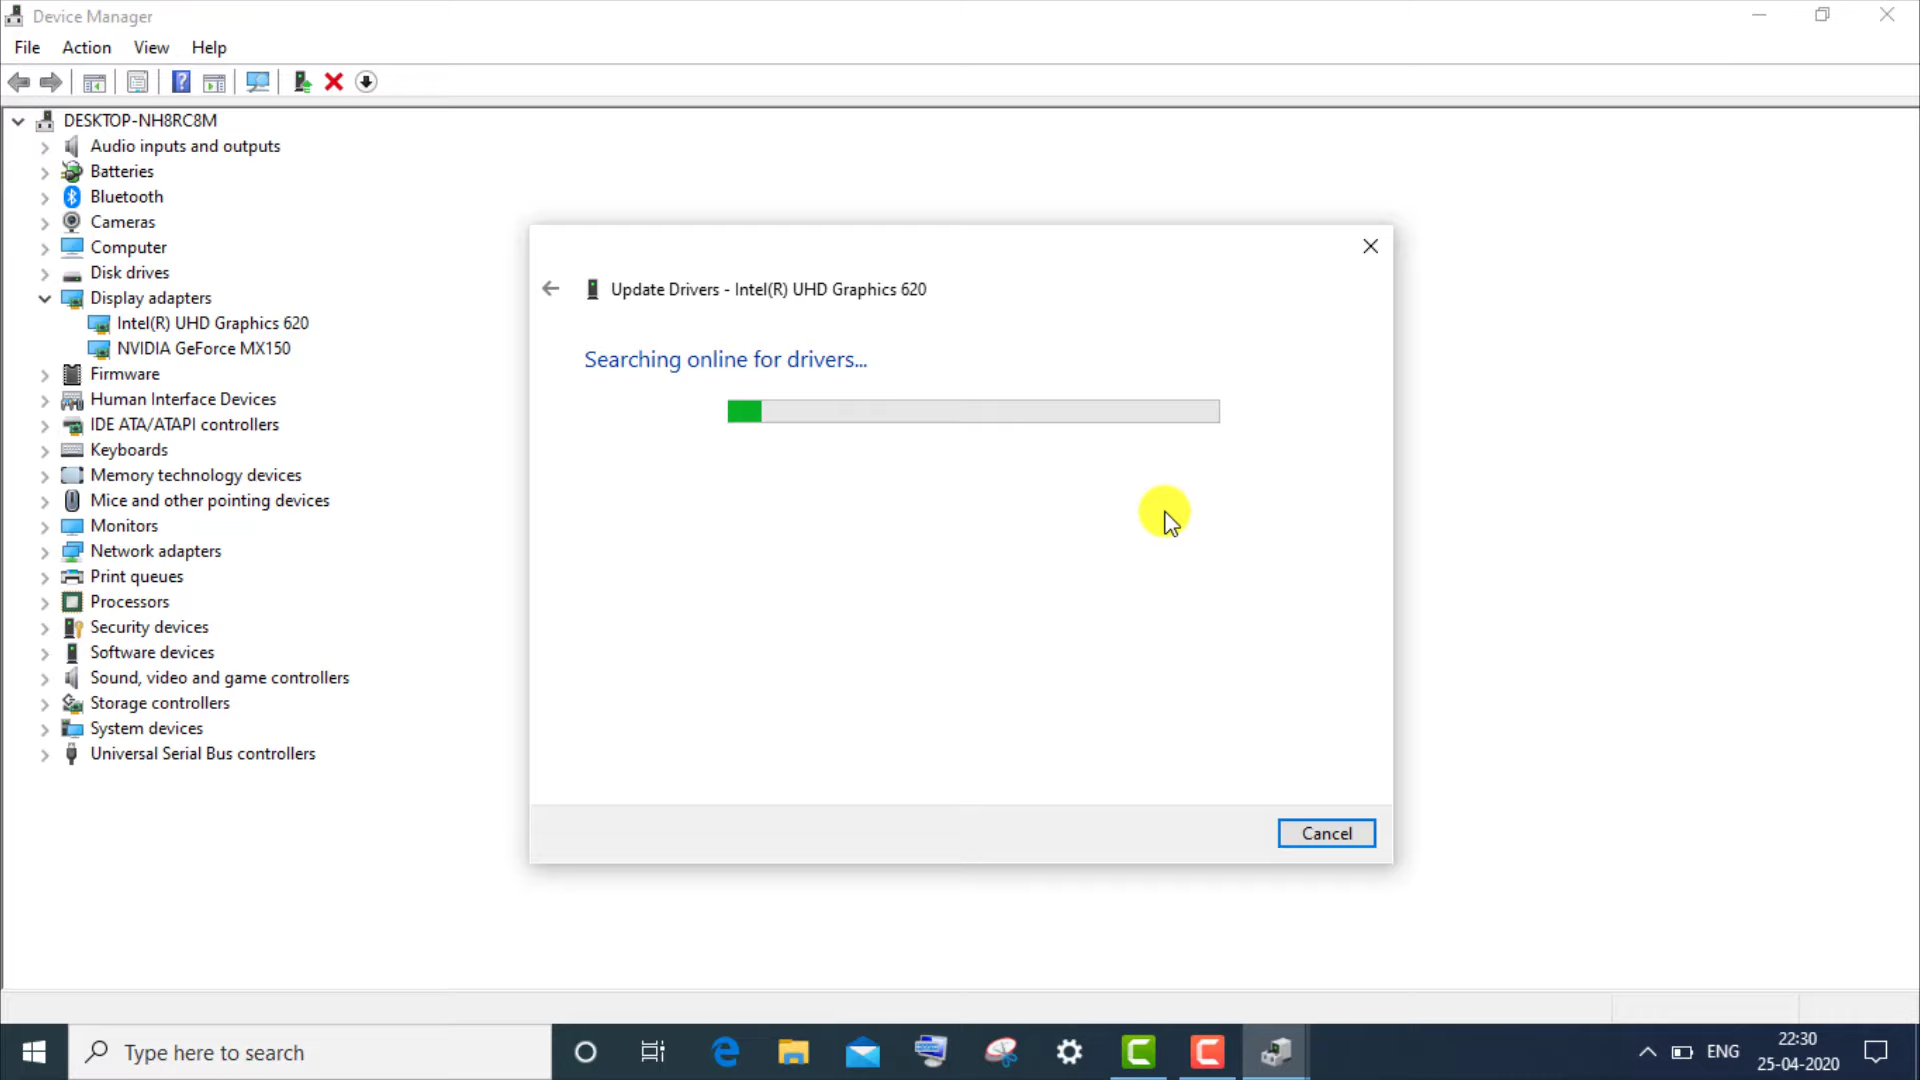 Device Manager
File Action View Help
DESKTOP-NH8RC8M
Audio inputs and outputs
Batteries
Bluetooth
Cameras
Computer
Disk drives
Display adapters
Intel(R) UHD Graphics 620
NVIDIA GeForce MX150
Firmware
Human Interface Devices
IDE ATA/ATAPI controllers
Keyboards
Memory technology devices
Mice and other pointing devices
Monitors
Network adapters
Print queues
Processors
Security devices
Software devices
Sound, video and game controllers
Storage controllers
System devices
Universal Serial Bus controllers
Update Drivers - Intel(R) UHD Graphics 620
Searching online for drivers...
Cancel
Type here to search
ENG
22:30
25-04-2020